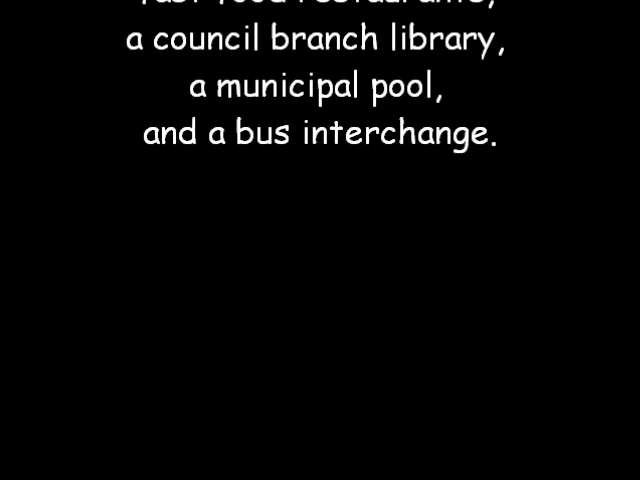 fast food restaurants,
a council branch library,
a municipal pool,
and a bus interchange.